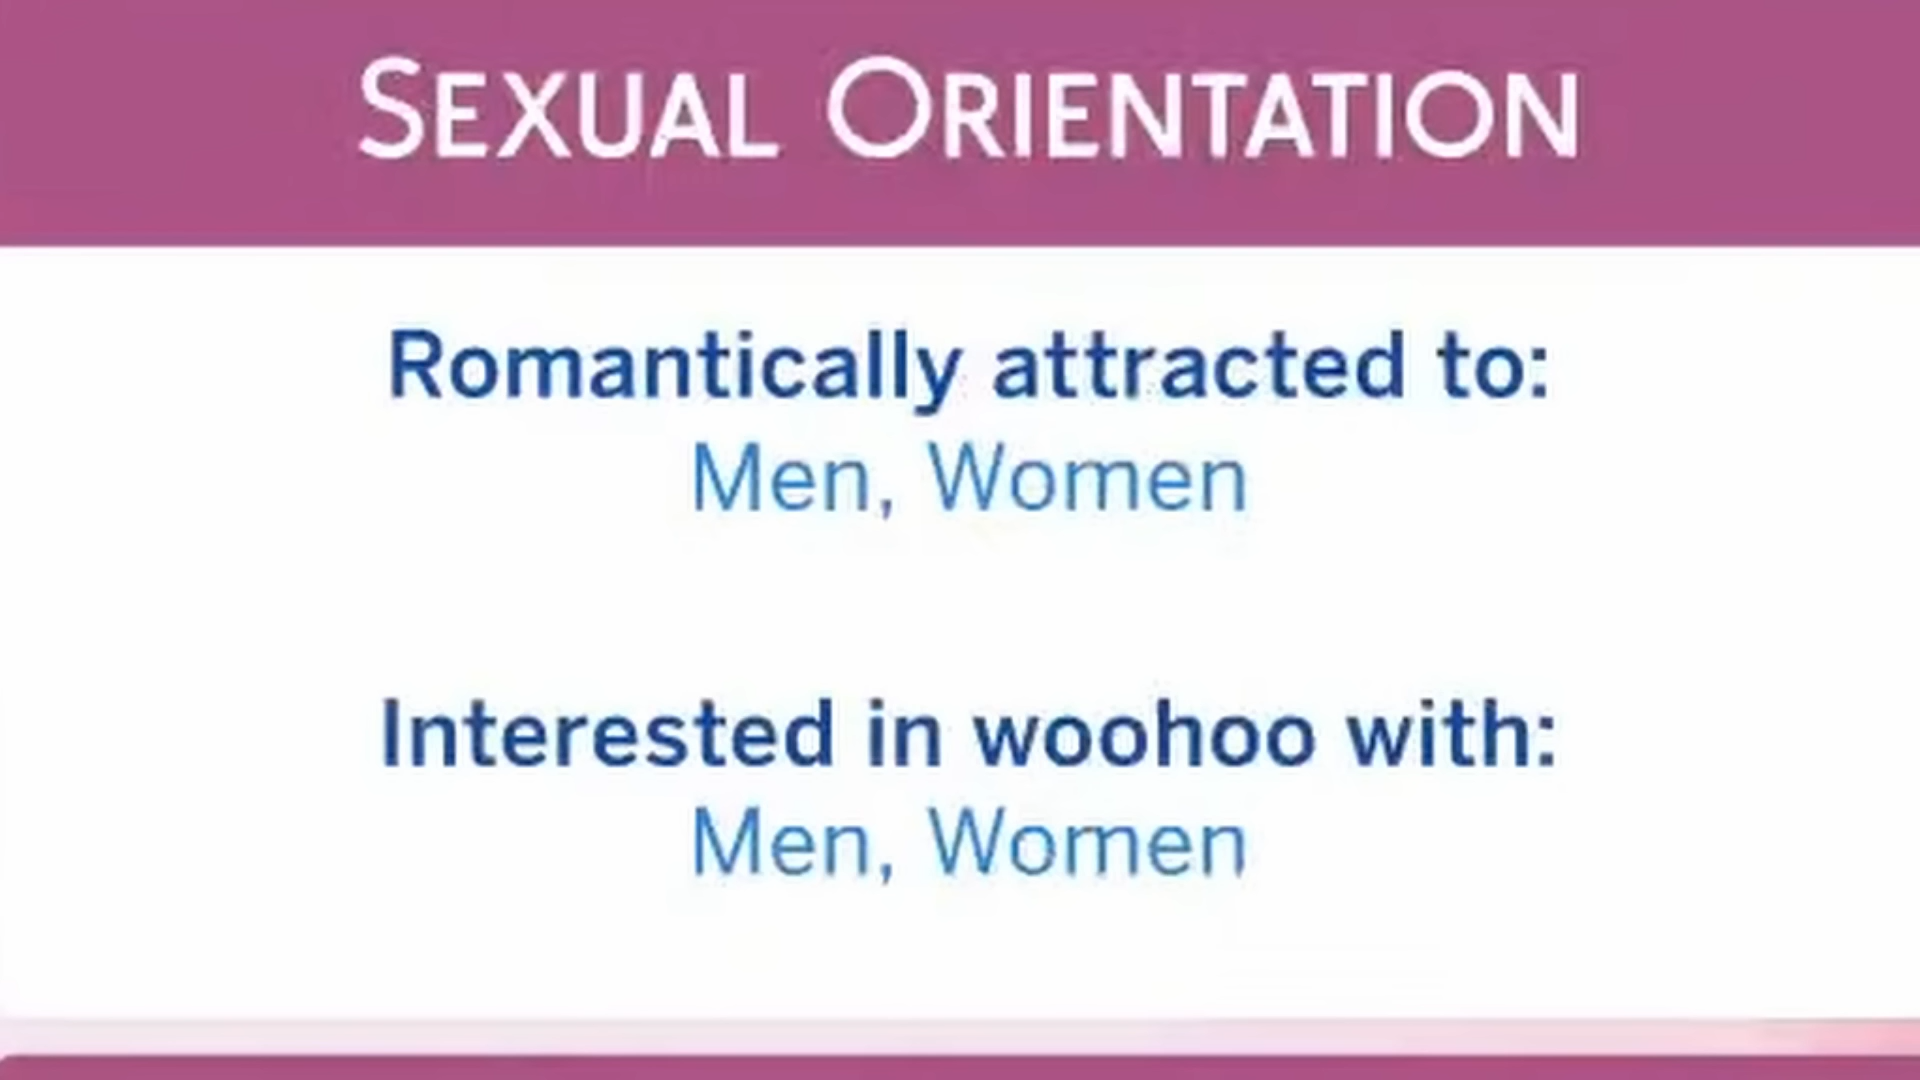 Sexual Orientation
Romantically attracted to:
Men, Women
Interested in woohoo with:
Men, Women